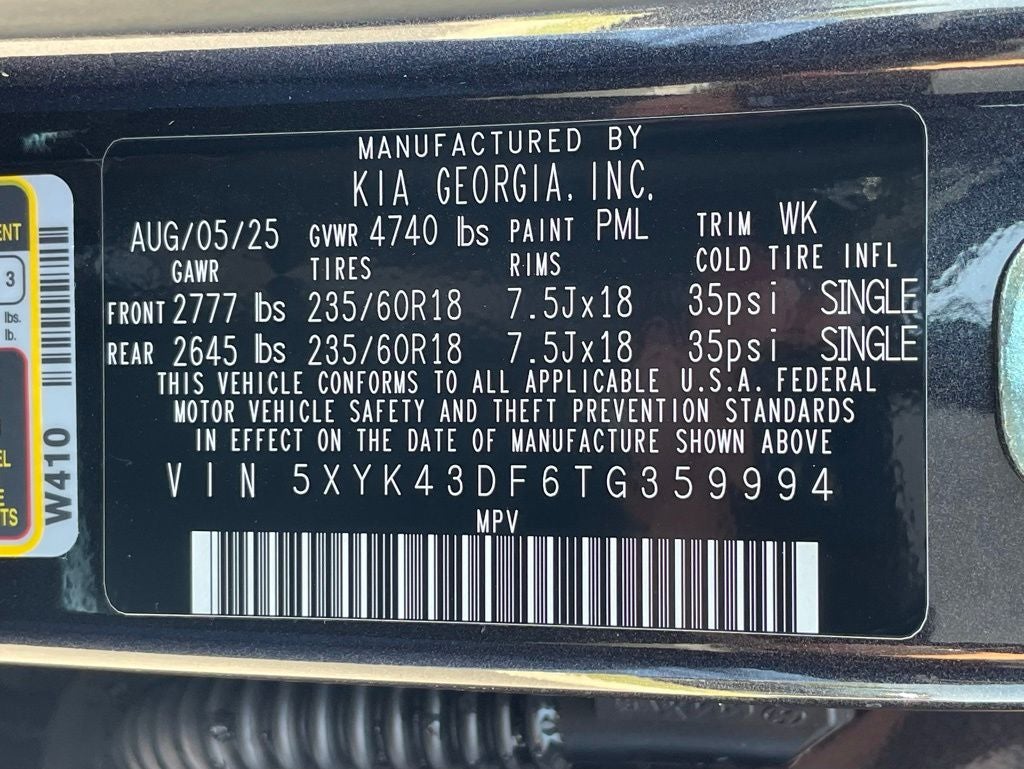 MANUFACTURED BY
KIA GEORGIA, INC.
AUG/05/25 GVWR 4740 lbs PAINT PML TRIM WK
GAWR TIRES RIMS COLD TIRE INFL
FRONT 2777 lbs 235/60R18 7.5Jx18 35psi SINGLE
REAR 2645 lbs 235/60R18 7.5Jx18 35psi SINGLE
THIS VEHICLE CONFORMS TO ALL APPLICABLE U.S.A. FEDERAL
MOTOR VEHICLE SAFETY AND THEFT PREVENTION STANDARDS
IN EFFECT ON THE DATE OF MANUFACTURE SHOWN ABOVE
VIN 5XYK43DF6TG359994
MPV
3
lbs.
lb.
W410